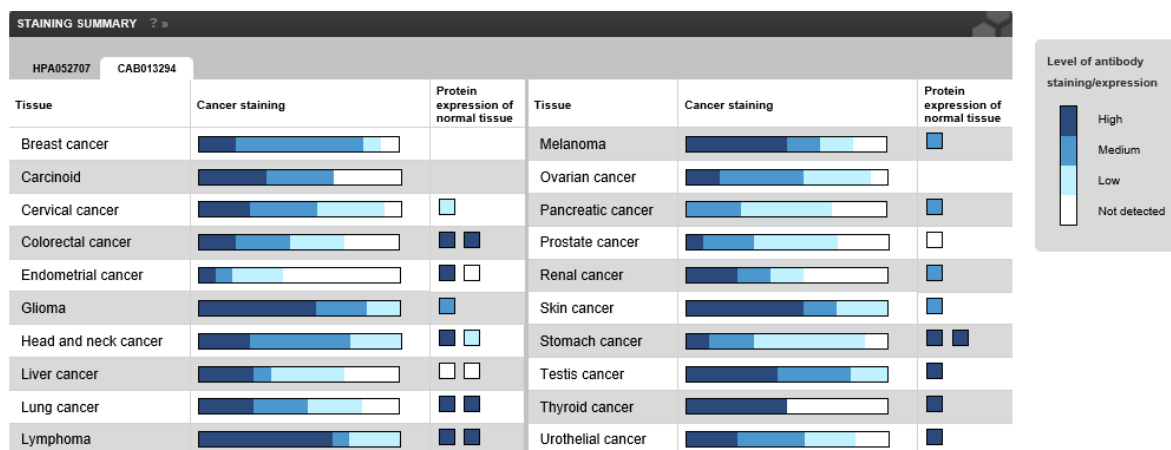 STAINING SUMMARY ? »
HPA052707 CAB013294
Tissue Cancer staining Protein expression of normal tissue Tissue Cancer staining Protein expression of normal tissue
Breast cancer Melanoma
Carcinoid Ovarian cancer
Cervical cancer Pancreatic cancer
Colorectal cancer Prostate cancer
Endometrial cancer Renal cancer
Glioma Skin cancer
Head and neck cancer Stomach cancer
Liver cancer Testis cancer
Lung cancer Thyroid cancer
Lymphoma Urothelial cancer
Level of antibody
staining/expression
High
Medium
Low
Not detected